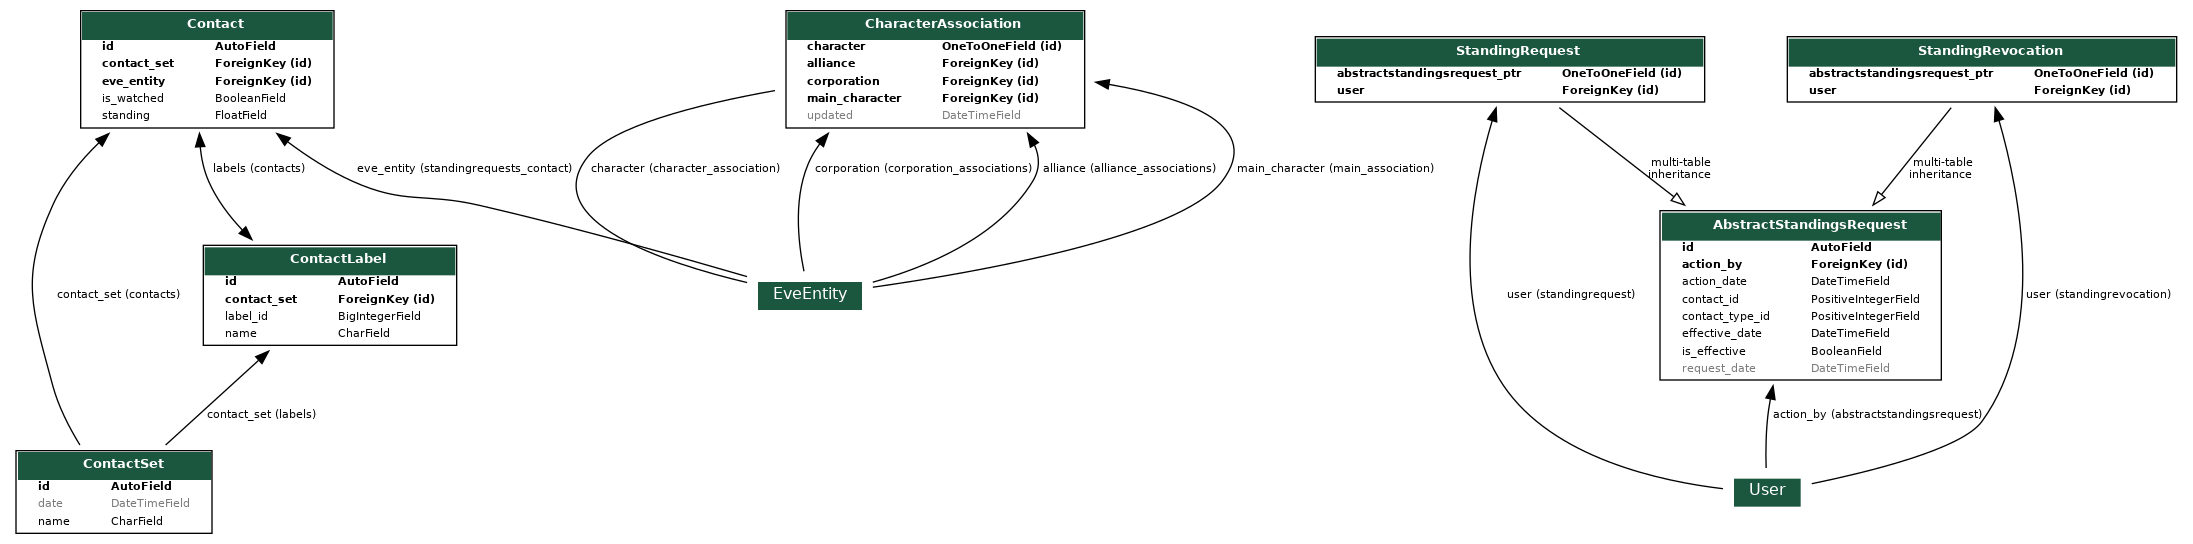 Contact
id AutoField
contact_set ForeignKey (id)
eve_entity ForeignKey (id)
is_watched BooleanField
standing FloatField
CharacterAssociation
character OneToOneField (id)
alliance ForeignKey (id)
corporation ForeignKey (id)
main_character ForeignKey (id)
updated DateTimeField
StandingRequest
abstractstandingsrequest_ptr OneToOneField (id)
user ForeignKey (id)
StandingRevocation
abstractstandingsrequest_ptr OneToOneField (id)
user ForeignKey (id)
labels (contacts)
eve_entity (standingrequests_contact)
character (character_association)
corporation (corporation_associations)
alliance (alliance_associations)
main_character (main_association)
multi-table
inheritance
multi-table
inheritance
ContactLabel
id AutoField
contact_set ForeignKey (id)
label_id BigIntegerField
name CharField
EveEntity
AbstractStandingsRequest
id AutoField
action_by ForeignKey (id)
action_date DateTimeField
contact_id PositiveIntegerField
contact_type_id PositiveIntegerField
effective_date DateTimeField
is_effective BooleanField
request_date DateTimeField
contact_set (contacts)
user (standingrequest)
user (standingrevocation)
contact_set (labels)
action_by (abstractstandingsrequest)
ContactSet
id AutoField
date DateTimeField
name CharField
User